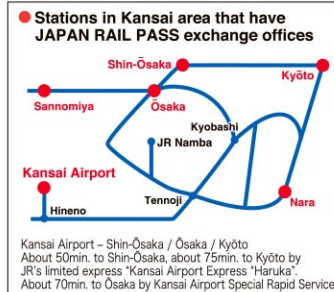 ● Stations in Kansai area that have
JAPAN RAIL PASS exchange offices
Shin-Ōsaka
Kyōto
Sannomiya
Ōsaka
Kyobashi
JR Namba
Kansai Airport
Tennoji
Nara
Hineno
Kansai Airport – Shin-Ōsaka / Ōsaka / Kyōto
About 50min. to Shin-Ōsaka, about 75min. to Kyōto by
JR's limited express "Kansai Airport Express "Haruka".
About 70min. to Ōsaka by Kansai Airport Special Rapid Service